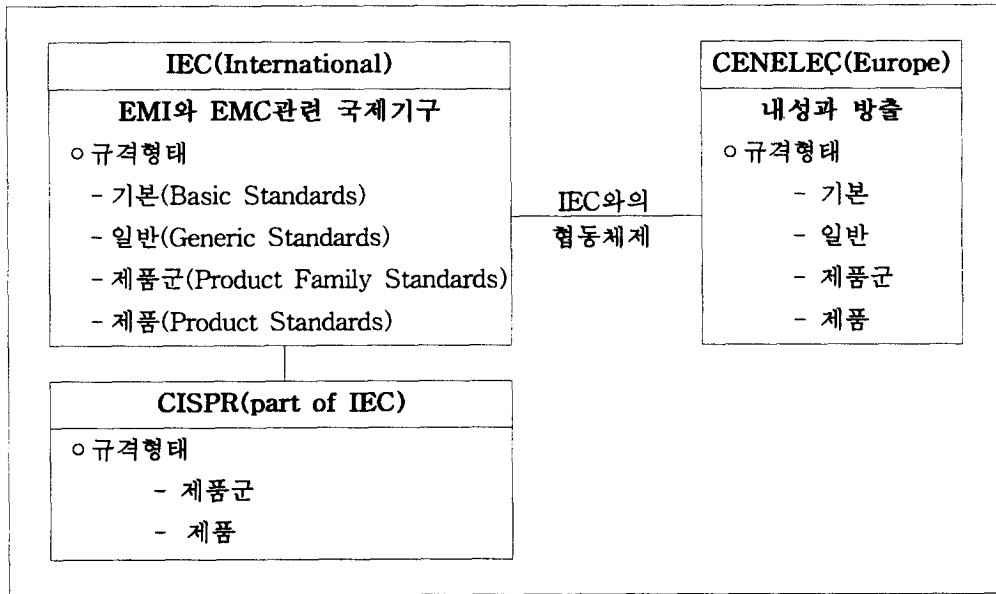 IEC(International)
EMI와 EMC관련 국제기구
○ 규격형태
- 기본(Basic Standards)
- 일반(Generic Standards)
- 제품군(Product Family Standards)
- 제품(Product Standards)
IEC와의
협동체제
CENELEC(Europe)
내성과 방출
○ 규격형태
- 기본
- 일반
- 제품군
- 제품
CISPR(part of IEC)
○ 규격형태
- 제품군
- 제품